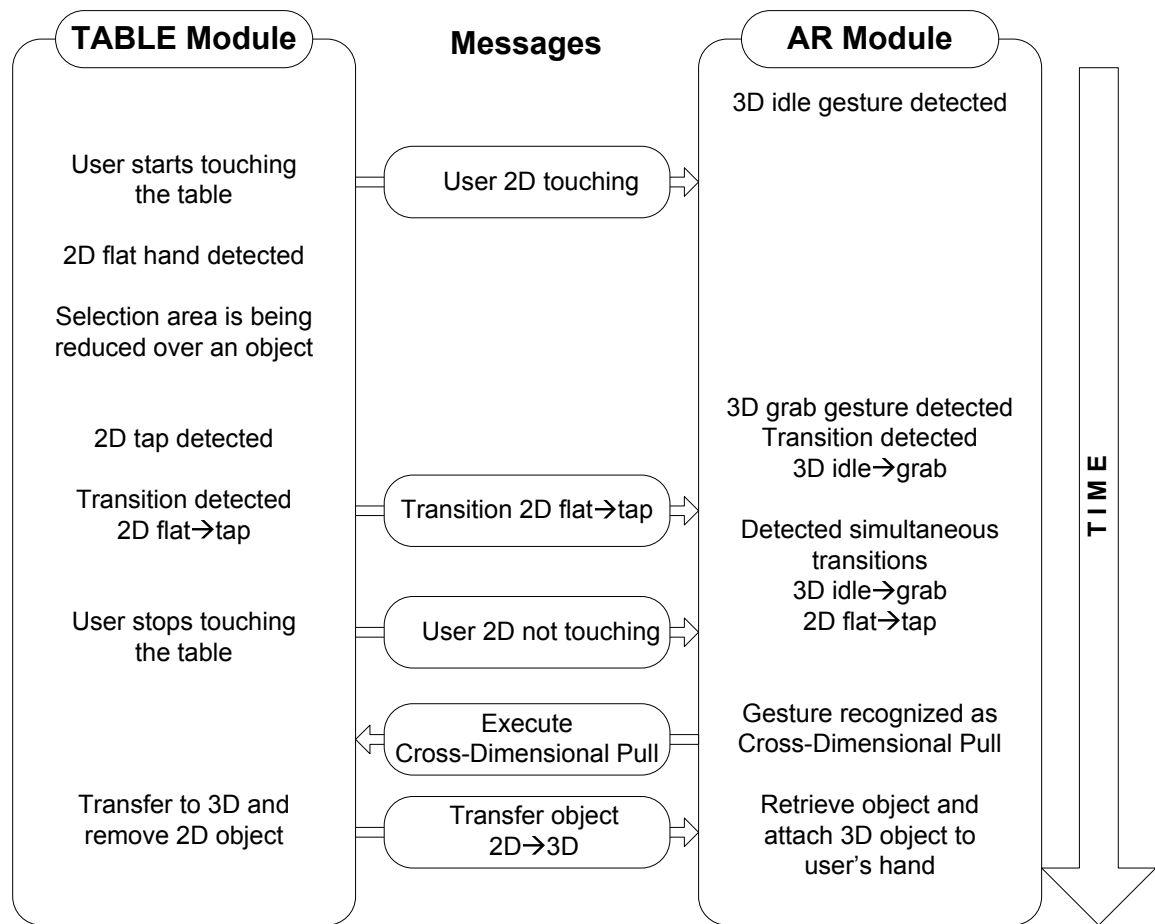 TABLE Module
Messages
AR Module
3D idle gesture detected
User starts touching
the table
User 2D touching
2D flat hand detected
Selection area is being
reduced over an object
2D tap detected
3D grab gesture detected
Transition detected
3D idle→grab
Transition detected
2D flat→tap
Transition 2D flat→tap
Detected simultaneous
transitions
3D idle→grab
2D flat→tap
User stops touching
the table
User 2D not touching
Execute
Cross-Dimensional Pull
Gesture recognized as
Cross-Dimensional Pull
Transfer to 3D and
remove 2D object
Transfer object
2D→3D
Retrieve object and
attach 3D object to
user's hand
TIME